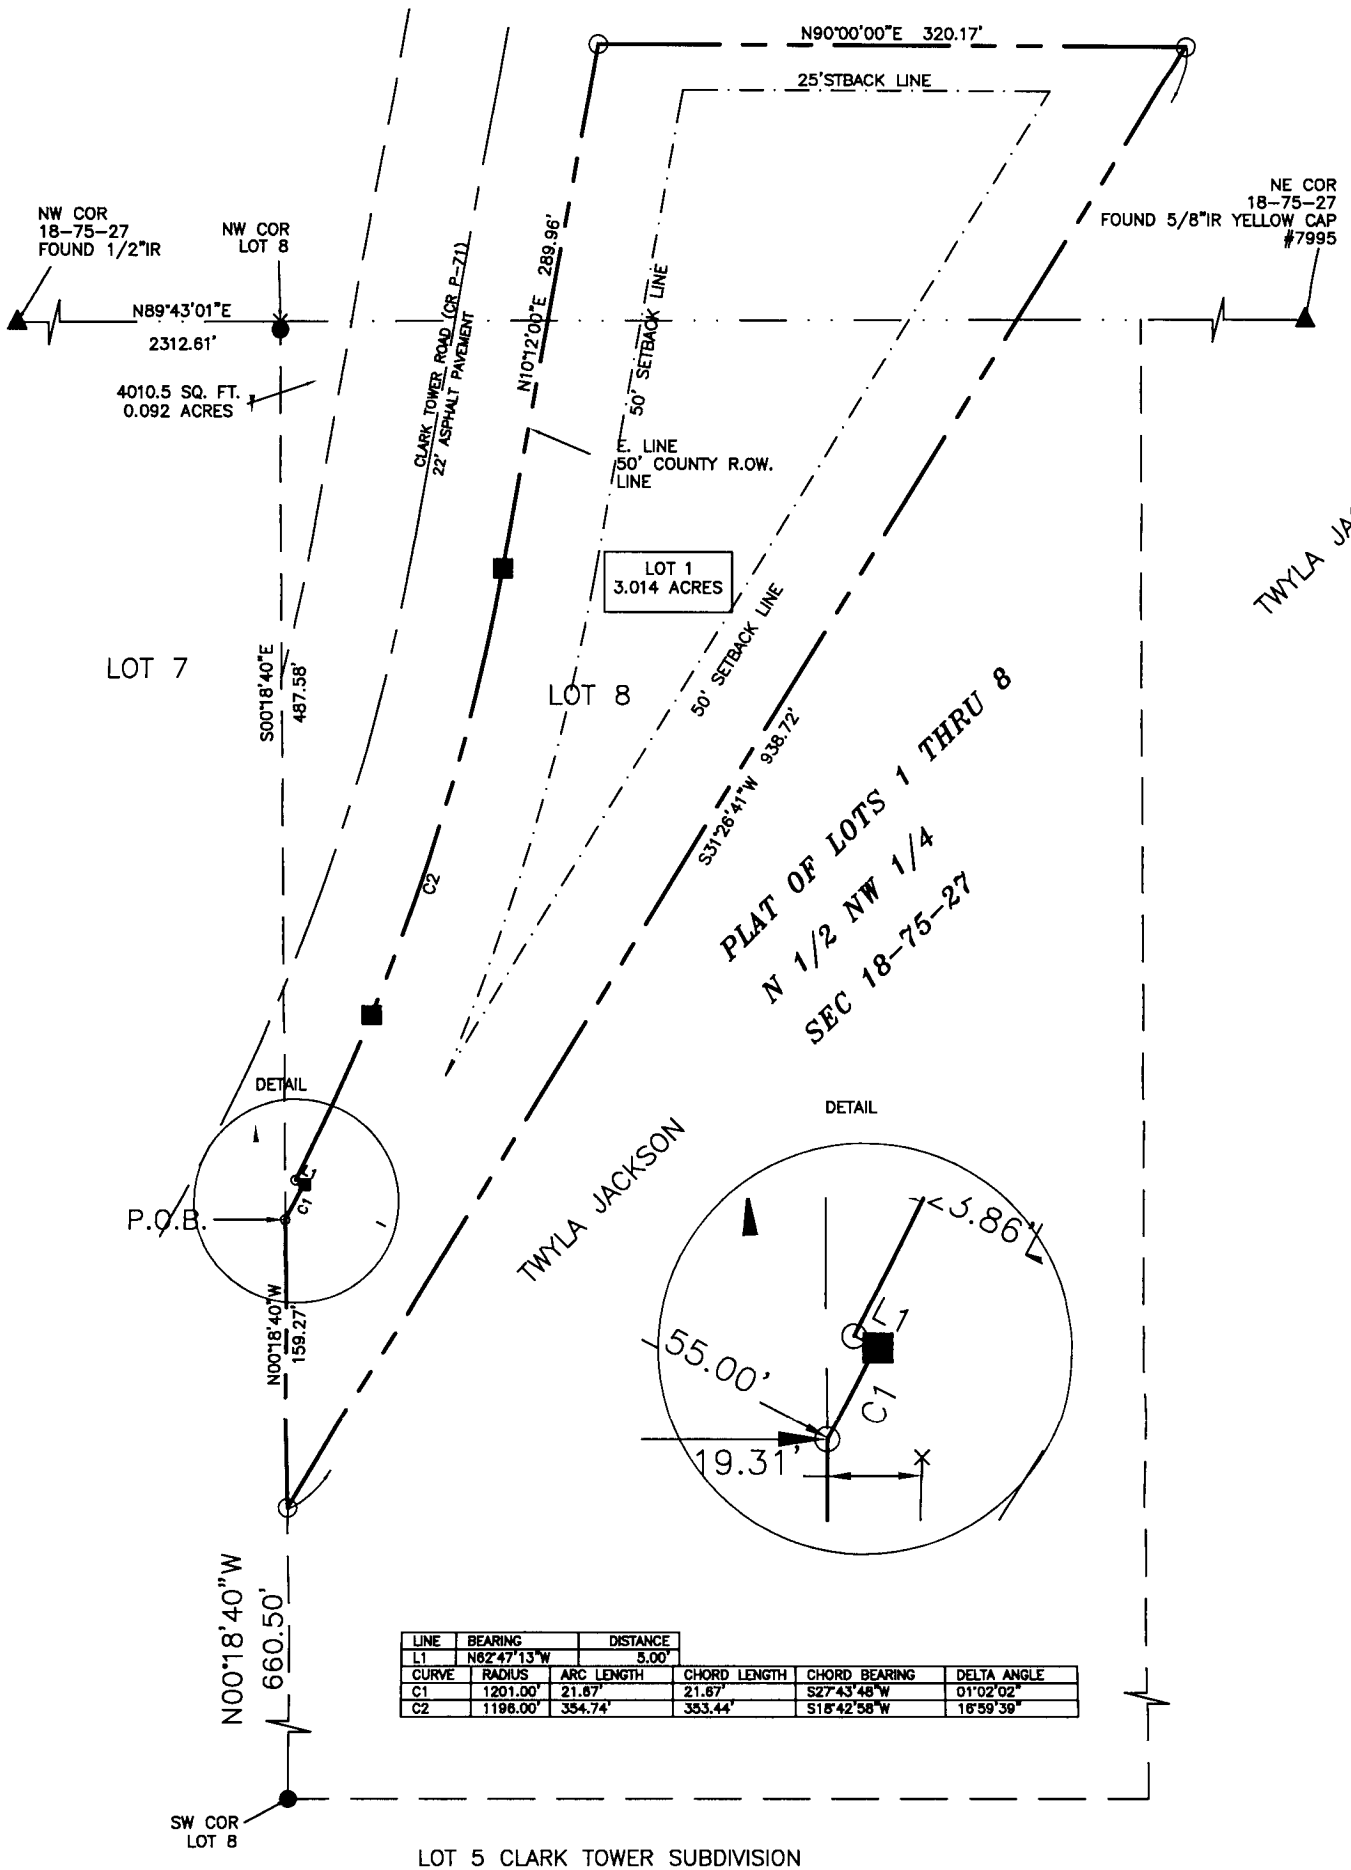 N90°00'00"E 320.17'
25'STBACK LINE
NW COR
18-75-27
FOUND 1/2"IR
NW COR
LOT 8
NE COR
18-75-27
FOUND 5/8"IR YELLOW CAP
#7995
N89°43'01"E
2312.61'
4010.5 SQ. FT.
0.092 ACRES
CLARK TOWER ROAD (CR P-71)
22' ASPHALT PAVEMENT
N10°12'00"E 289.96'
50' SETBACK LINE
E. LINE
50' COUNTY R.OW.
LINE
LOT 1
3.014 ACRES
TWYLA JA
LOT 7
S00°18'40"E
487.58'
LOT 8
50' SETBACK LINE
S31°26'41"W 938.72'
PLAT OF LOTS 1 THRU 8
N 1/2 NW 1/4
SEC 18-75-27
C2
DETAIL
L1
C1
P.O.B.
N00°18'40"W
159.27'
TWYLA JACKSON
DETAIL
23.86'
L1
55.00'
C1
19.31'
N00°18'40"W
660.50'
LINE BEARING DISTANCE
L1 N62°47'13"W 5.00'
CURVE RADIUS ARC LENGTH CHORD LENGTH CHORD BEARING DELTA ANGLE
C1 1201.00' 21.67' 21.67' S27°43'48"W 01°02'02"
C2 1196.00' 354.74' 353.44' S18°42'58"W 16°59'39"
SW COR
LOT 8
LOT 5 CLARK TOWER SUBDIVISION